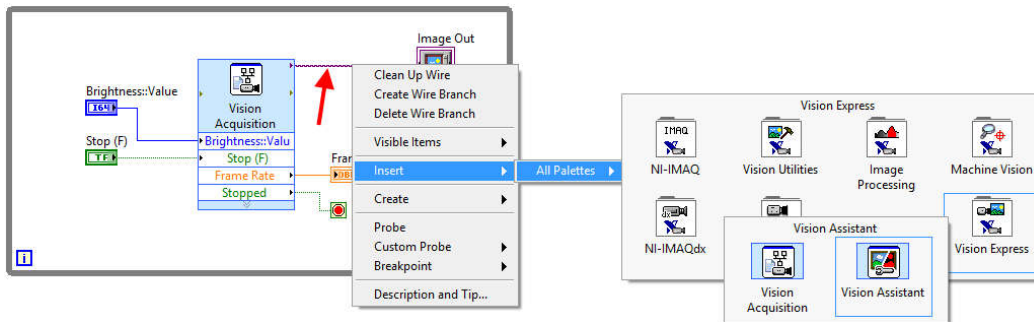 Image Out
Brightness::Value
I64
Stop (F)
TF
Vision
Acquisition
Brightness::Valu
Stop (F)
Frame Rate
Stopped
Fran
DB
i
Clean Up Wire
Create Wire Branch
Delete Wire Branch
Visible Items
Insert
Create
Probe
Custom Probe
Breakpoint
Description and Tip...
All Palettes
Vision Express
IMAQ
NI-IMAQ
Vision Utilities
Image
Processing
Machine Vision
dx
NI-IMAQdx
Vision Express
Vision Assistant
Vision
Acquisition
Vision Assistant